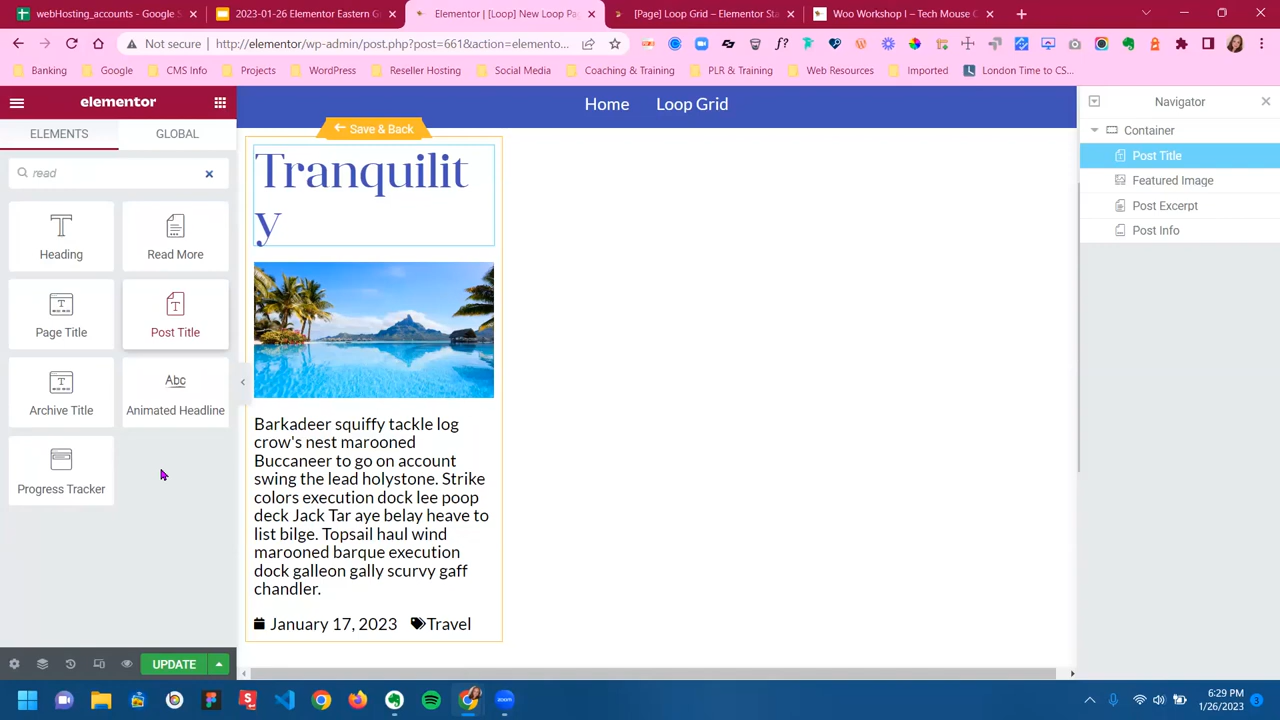 webHosting_accounts - Google S
2023-01-26 Elementor Eastern G
Elementor | [Loop] New Loop Pa
[Page] Loop Grid – Elementor Sta
Woo Workshop I – Tech Mouse C
Not secure
http://elementor/wp-admin/post.php?post=661&action=elemento...
Banking
Google
CMS Info
Projects
WordPress
Reseller Hosting
Social Media
Coaching & Training
PLR & Training
Web Resources
Imported
London Time to CS...
elementor
ELEMENTS
GLOBAL
read
Heading
Read More
Page Title
Post Title
Archive Title
Abc
Animated Headline
Progress Tracker
UPDATE
Home
Loop Grid
Save & Back
Tranquilit
y
Barkadeer squiffy tackle log
crow's nest marooned
Buccaneer to go on account
swing the lead holystone. Strike
colors execution dock lee poop
deck Jack Tar aye belay heave to
list bilge. Topsail haul wind
marooned barque execution
dock galleon gally scurvy gaff
chandler.
January 17, 2023
Travel
Navigator
Container
Post Title
Featured Image
Post Excerpt
Post Info
zoom
6:29 PM
1/26/2023
3